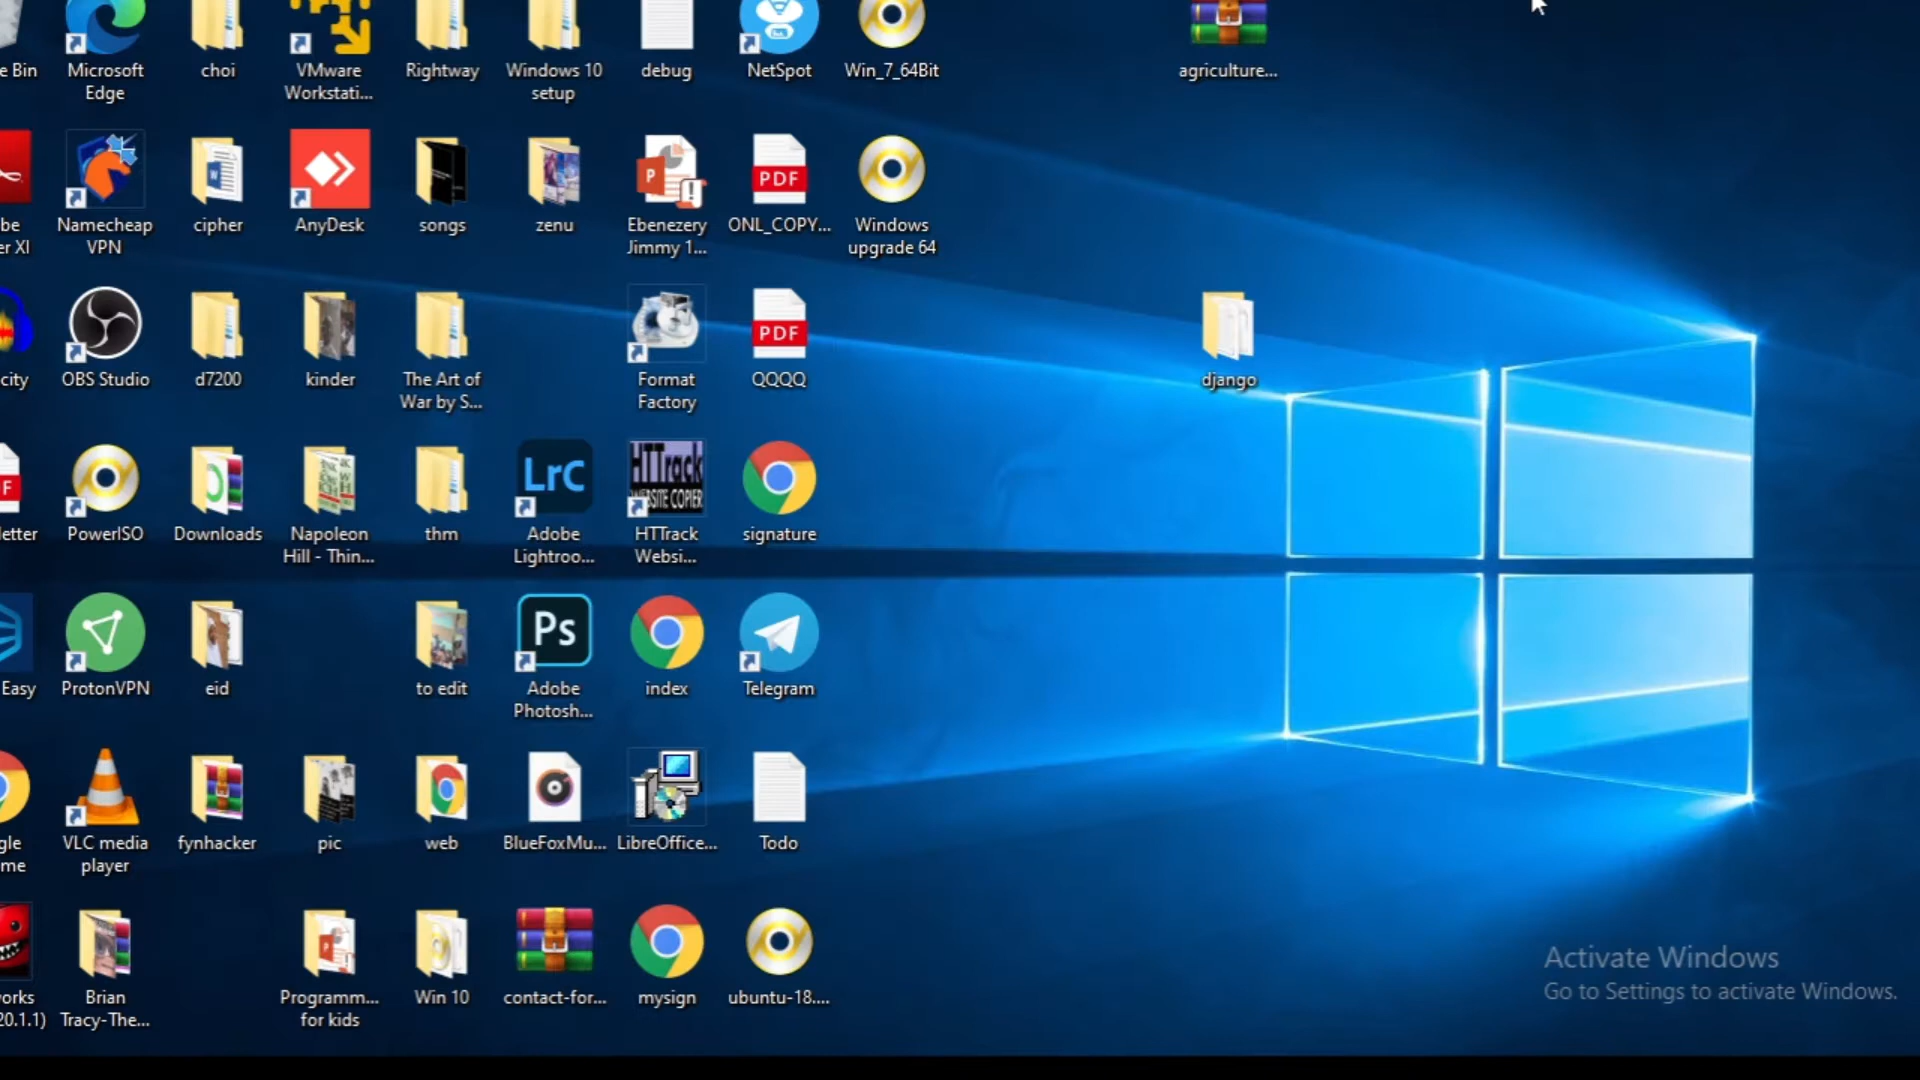 e Bin
Microsoft
Edge
choi
VMware
Workstati...
Rightway
Windows 10
setup
debug
NetSpot
Win_7_64Bit
agriculture...
be
er XI
Namecheap
VPN
cipher
AnyDesk
songs
zenu
P
Ebenezery
Jimmy 1...
PDF
ONL_COPY...
Windows
upgrade 64
city
OBS Studio
d7200
kinder
The Art of
War by S...
Format
Factory
PDF
QQQQ
django
F
etter
PowerISO
Downloads
Napoleon
Hill - Thin...
thm
LrC
Adobe
Lightroo...
HTTrack
WEBSITE COPIER
HTTrack
Websi...
signature
Easy
ProtonVPN
eid
to edit
Ps
Adobe
Photosh...
index
Telegram
gle
me
VLC media
player
fynhacker
pic
web
BlueFoxMu...
LibreOffice...
Todo
orks
20.1.1)
Brian
Tracy-The...
Programm...
for kids
Win 10
contact-for...
mysign
ubuntu-18....
Activate Windows
Go to Settings to activate Windows.